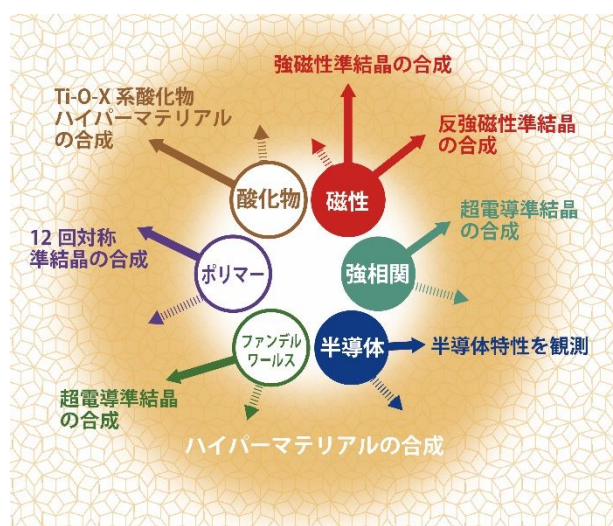 強磁性準結晶の合成
Ti-O-X 系酸化物
ハイパーマテリアル
の合成
反強磁性準結晶
の合成
酸化物
磁性
超電導準結晶
の合成
12 回対称
準結晶の合成
ポリマー
強相関
ファンデル
ワールス
半導体
半導体特性を観測
超電導準結晶
の合成
ハイパーマテリアルの合成